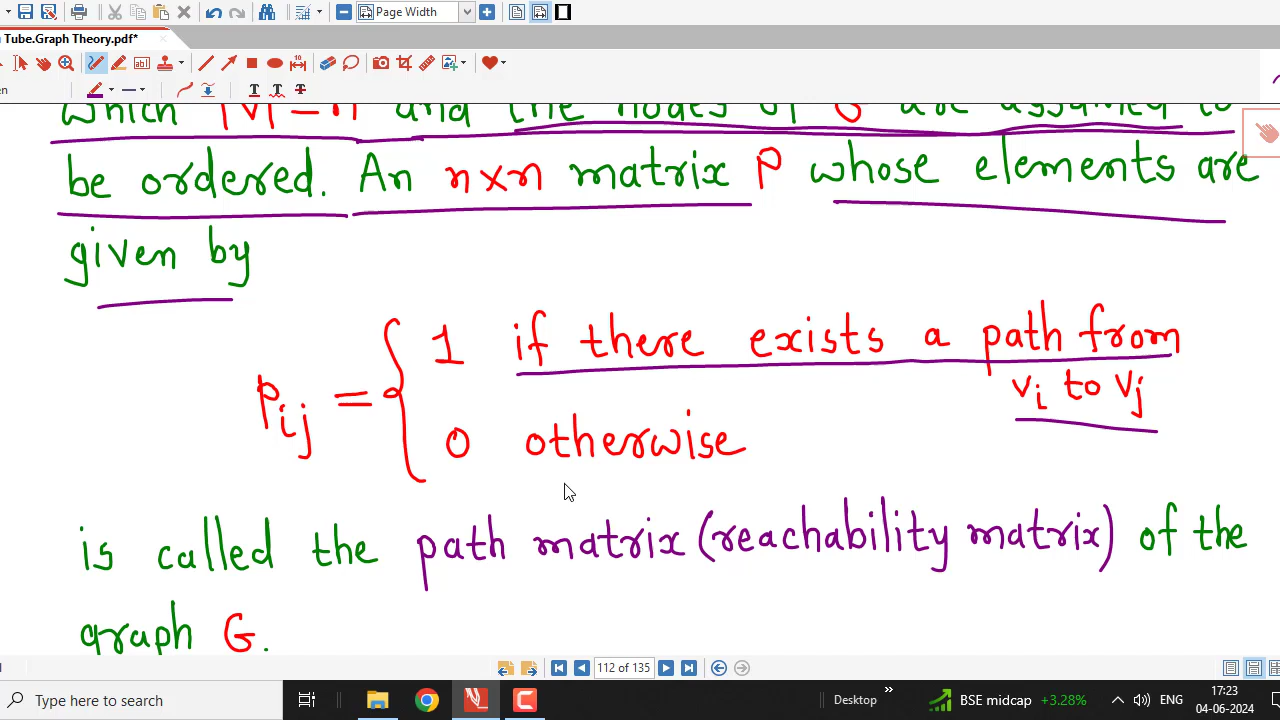 Page Width
Tube.Graph Theory.pdf*
which |V|=n and the nodes of G are assumed to
be ordered. An n×n matrix P whose elements are
given by
Pij = { 1 if there exists a path from
vi to vj
0 otherwise
is called the path matrix (reachability matrix) of the
graph G.
112 of 135
Type here to search
Desktop
BSE midcap +3.28%
ENG
17:23
04-06-2024